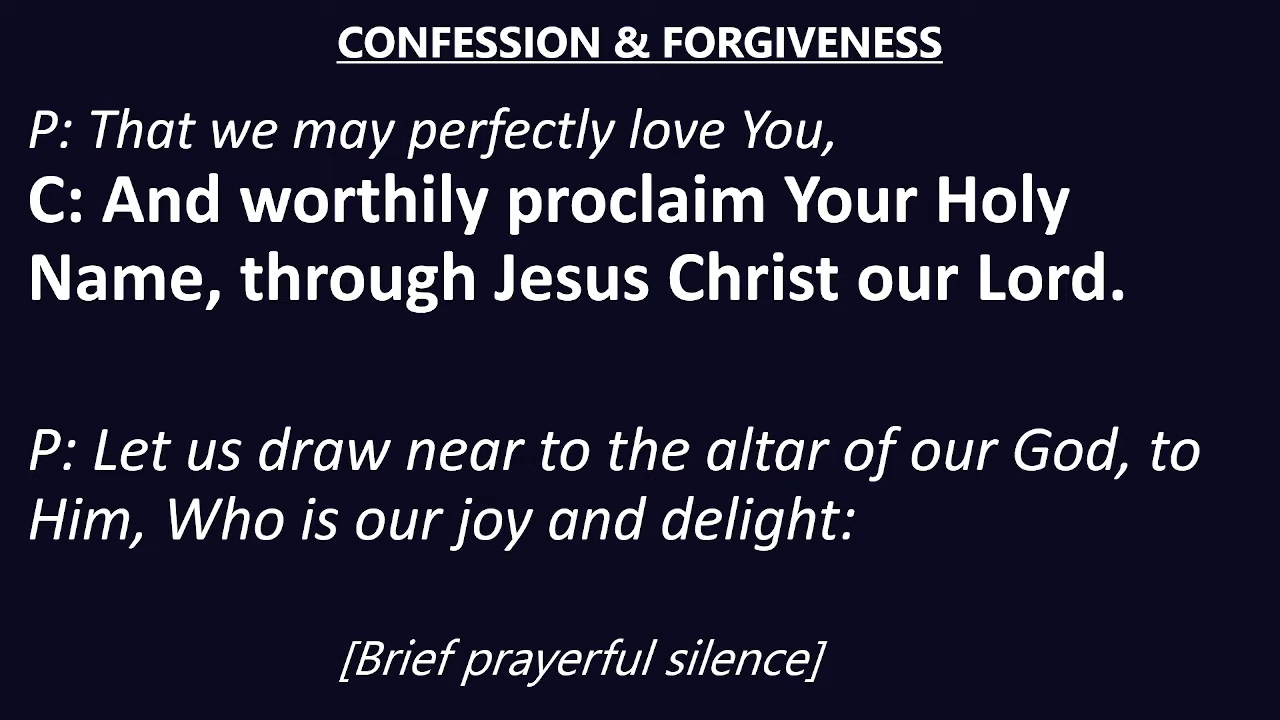 CONFESSION & FORGIVENESS
P: That we may perfectly love You,
C: And worthily proclaim Your Holy
Name, through Jesus Christ our Lord.
P: Let us draw near to the altar of our God, to
Him, Who is our joy and delight:
[Brief prayerful silence]